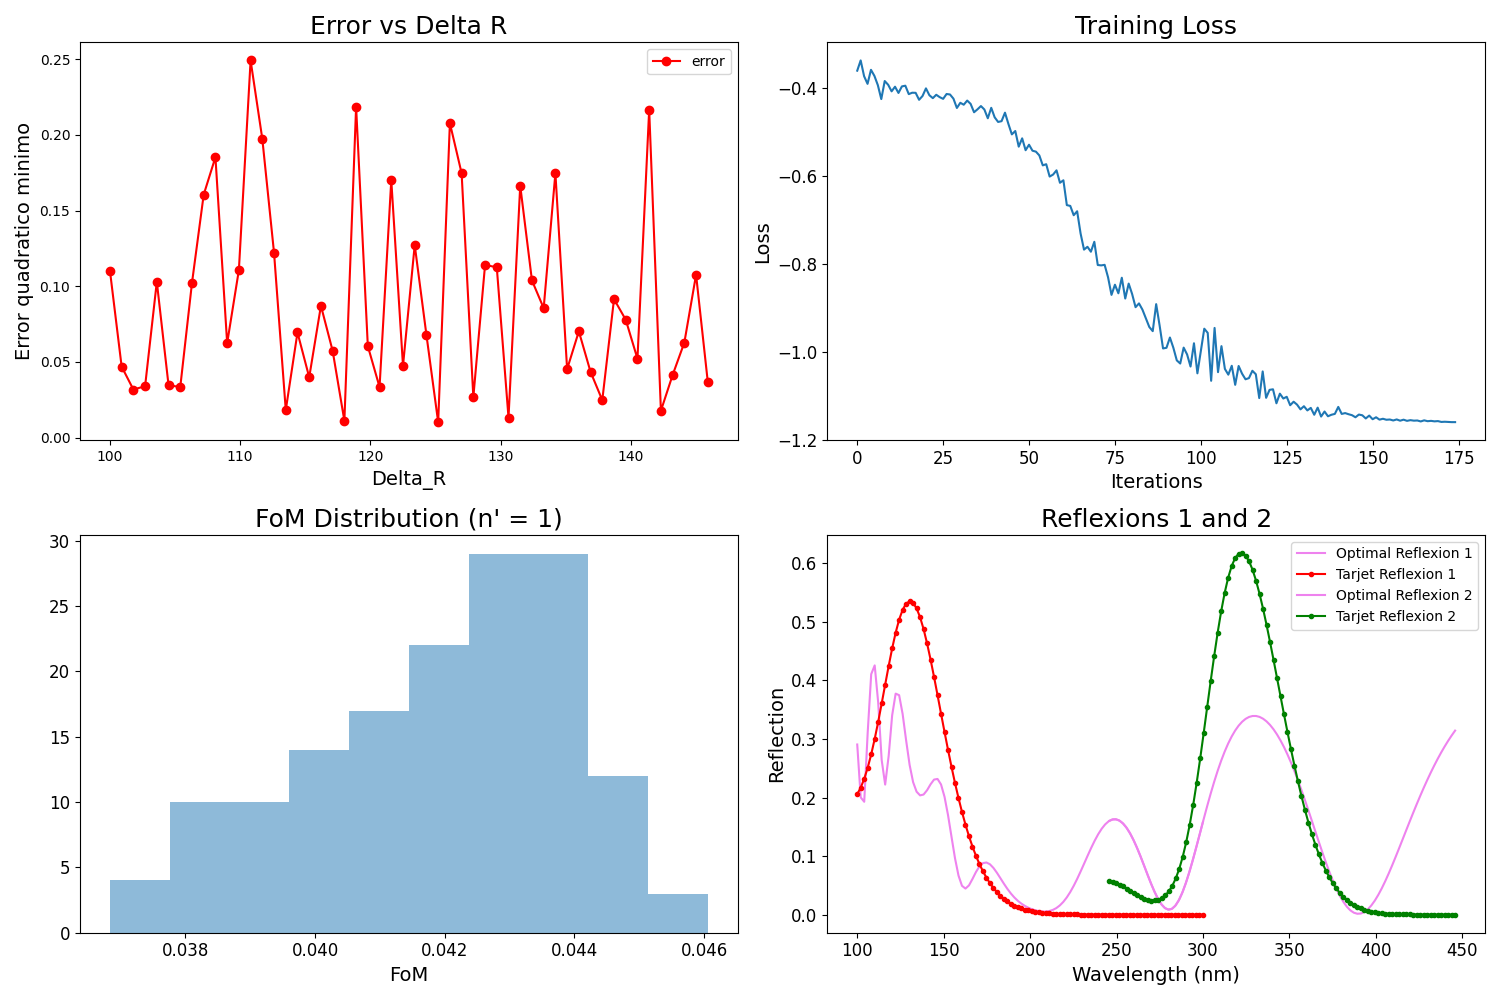 Error vs Delta R
error
Error quadratico minimo
0.25
0.20
0.15
0.10
0.05
0.00
100 110 120 130 140
Delta_R
Training Loss
Loss
−0.4
−0.6
−0.8
−1.0
−1.2
0 25 50 75 100 125 150 175
Iterations
FoM Distribution (n' = 1)
30
25
20
15
10
5
0
0.038 0.040 0.042 0.044 0.046
FoM
Reflexions 1 and 2
Optimal Reflexion 1
Tarjet Reflexion 1
Optimal Reflexion 2
Tarjet Reflexion 2
Reflection
0.6
0.5
0.4
0.3
0.2
0.1
0.0
100 150 200 250 300 350 400 450
Wavelength (nm)